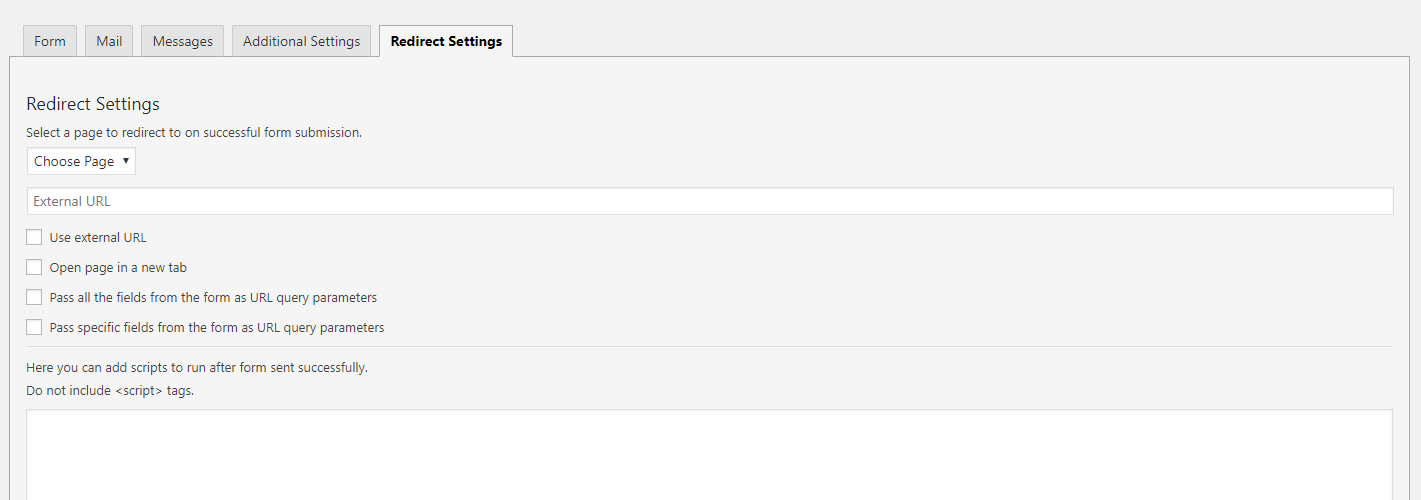 Form Mail Messages Additional Settings Redirect Settings
Redirect Settings
Select a page to redirect to on successful form submission.
Choose Page
External URL
Use external URL
Open page in a new tab
Pass all the fields from the form as URL query parameters
Pass specific fields from the form as URL query parameters
Here you can add scripts to run after form sent successfully.
Do not include <script> tags.